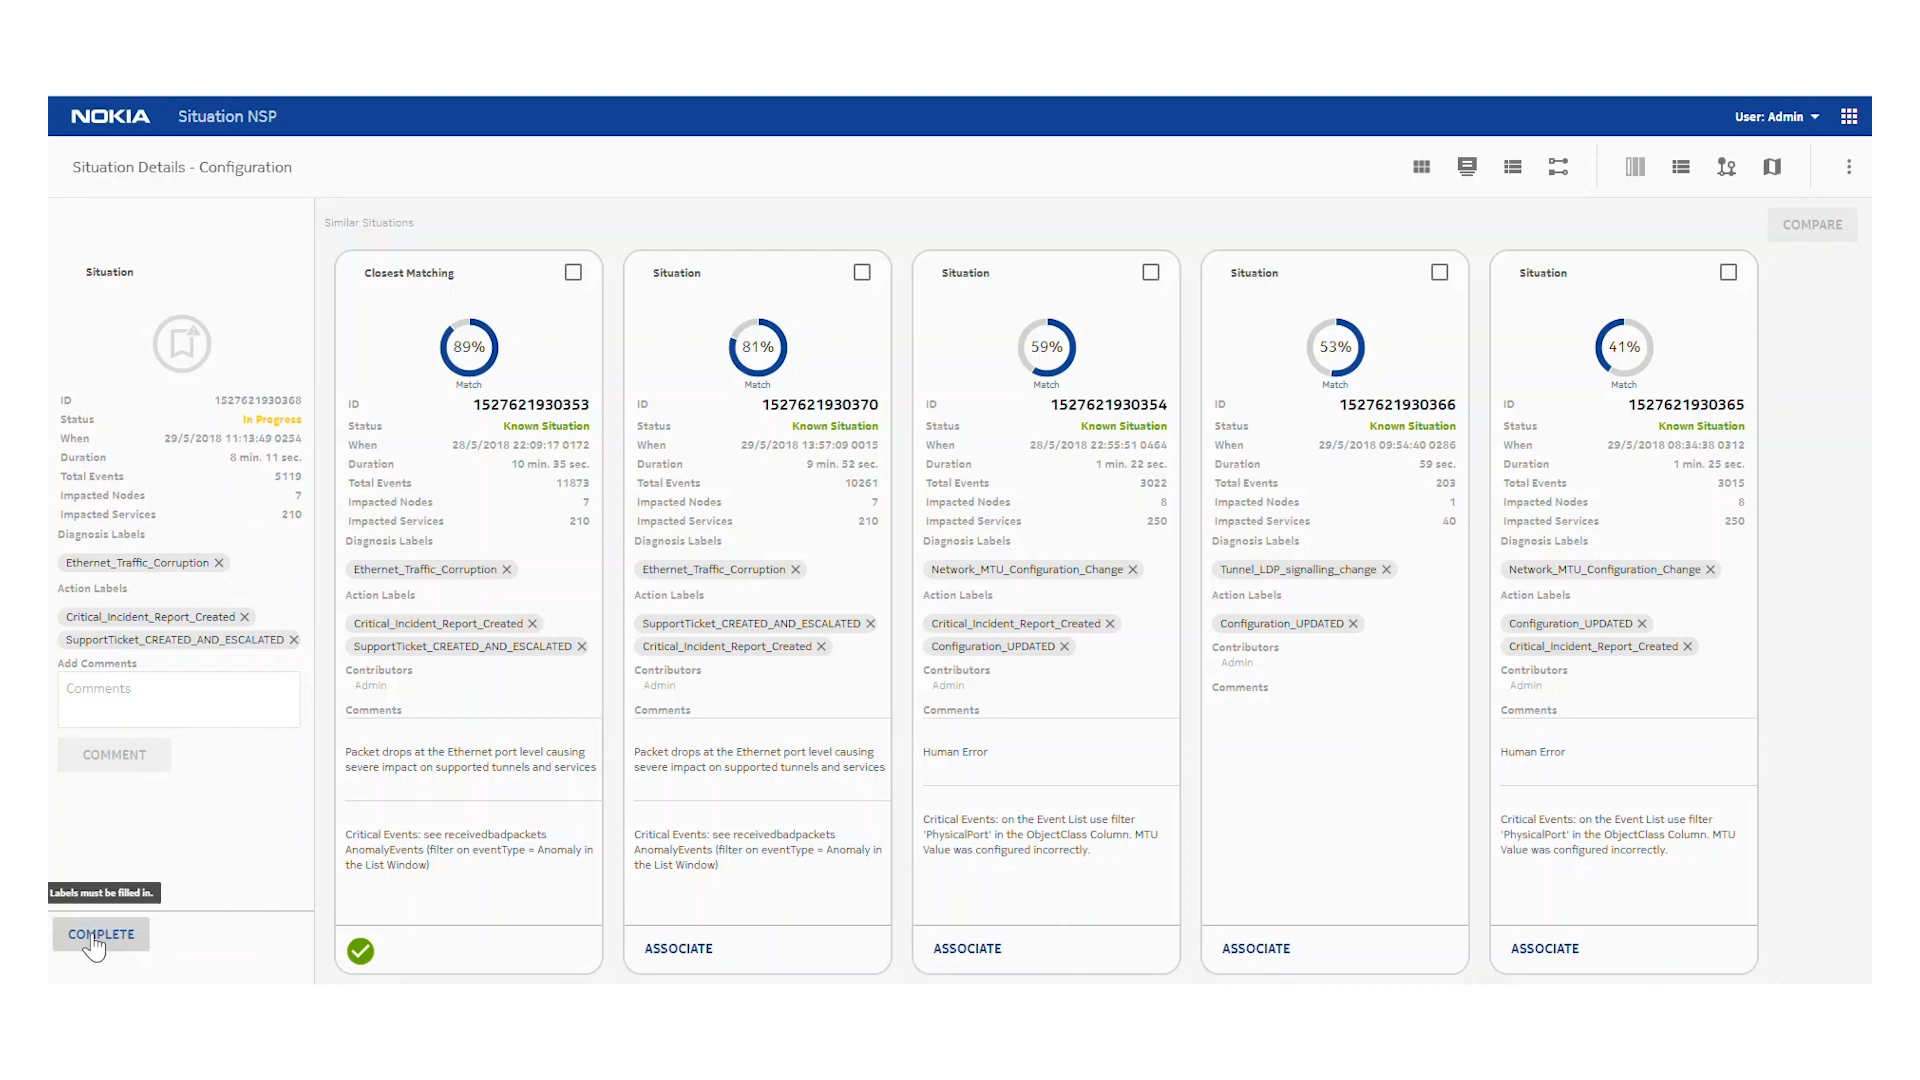 NOKIA Situation NSP User: Admin
Situation Details - Configuration
Similar Situations
COMPARE
Situation
ID 1527621930368
Status In Progress
When 29/5/2018 11:13:49 0254
Duration 8 min. 11 sec.
Total Events 5119
Impacted Nodes 7
Impacted Services 210
Diagnosis Labels
Ethernet_Traffic_Corruption
Action Labels
Critical_Incident_Report_Created
SupportTicket_CREATED_AND_ESCALATED
Add Comments
Comments
COMMENT
Labels must be filled in.
COMPLETE
Closest Matching
89%
Match
ID 1527621930353
Status Known Situation
When 28/5/2018 22:09:17 0172
Duration 10 min. 35 sec.
Total Events 11873
Impacted Nodes 7
Impacted Services 210
Diagnosis Labels
Ethernet_Traffic_Corruption
Action Labels
Critical_Incident_Report_Created
SupportTicket_CREATED_AND_ESCALATED
Contributors
Admin
Comments
Packet drops at the Ethernet port level causing
severe impact on supported tunnels and services
Critical Events: see receivedbadpackets
AnomalyEvents (filter on eventType = Anomaly in
the List Window)
Situation
81%
Match
ID 1527621930370
Status Known Situation
When 29/5/2018 13:57:09 0015
Duration 9 min. 52 sec.
Total Events 10261
Impacted Nodes 7
Impacted Services 210
Diagnosis Labels
Ethernet_Traffic_Corruption
Action Labels
SupportTicket_CREATED_AND_ESCALATED
Critical_Incident_Report_Created
Contributors
Admin
Comments
Packet drops at the Ethernet port level causing
severe impact on supported tunnels and services
Critical Events: see receivedbadpackets
AnomalyEvents (filter on eventType = Anomaly in
the List Window)
ASSOCIATE
Situation
59%
Match
ID 1527621930354
Status Known Situation
When 28/5/2018 22:55:51 0464
Duration 1 min. 22 sec.
Total Events 3022
Impacted Nodes 8
Impacted Services 250
Diagnosis Labels
Network_MTU_Configuration_Change
Action Labels
Critical_Incident_Report_Created
Configuration_UPDATED
Contributors
Admin
Comments
Human Error
Critical Events: on the Event List use filter
'PhysicalPort' in the ObjectClass Column. MTU
Value was configured incorrectly.
ASSOCIATE
Situation
53%
Match
ID 1527621930366
Status Known Situation
When 29/5/2018 09:54:40 0286
Duration 59 sec.
Total Events 203
Impacted Nodes 1
Impacted Services 40
Diagnosis Labels
Tunnel_LDP_signalling_change
Action Labels
Configuration_UPDATED
Contributors
Admin
Comments
ASSOCIATE
Situation
41%
Match
ID 1527621930365
Status Known Situation
When 29/5/2018 08:34:38 0312
Duration 1 min. 25 sec.
Total Events 3015
Impacted Nodes 8
Impacted Services 250
Diagnosis Labels
Network_MTU_Configuration_Change
Action Labels
Configuration_UPDATED
Critical_Incident_Report_Created
Contributors
Admin
Comments
Human Error
Critical Events: on the Event List use filter
'PhysicalPort' in the ObjectClass Column. MTU
Value was configured incorrectly.
ASSOCIATE